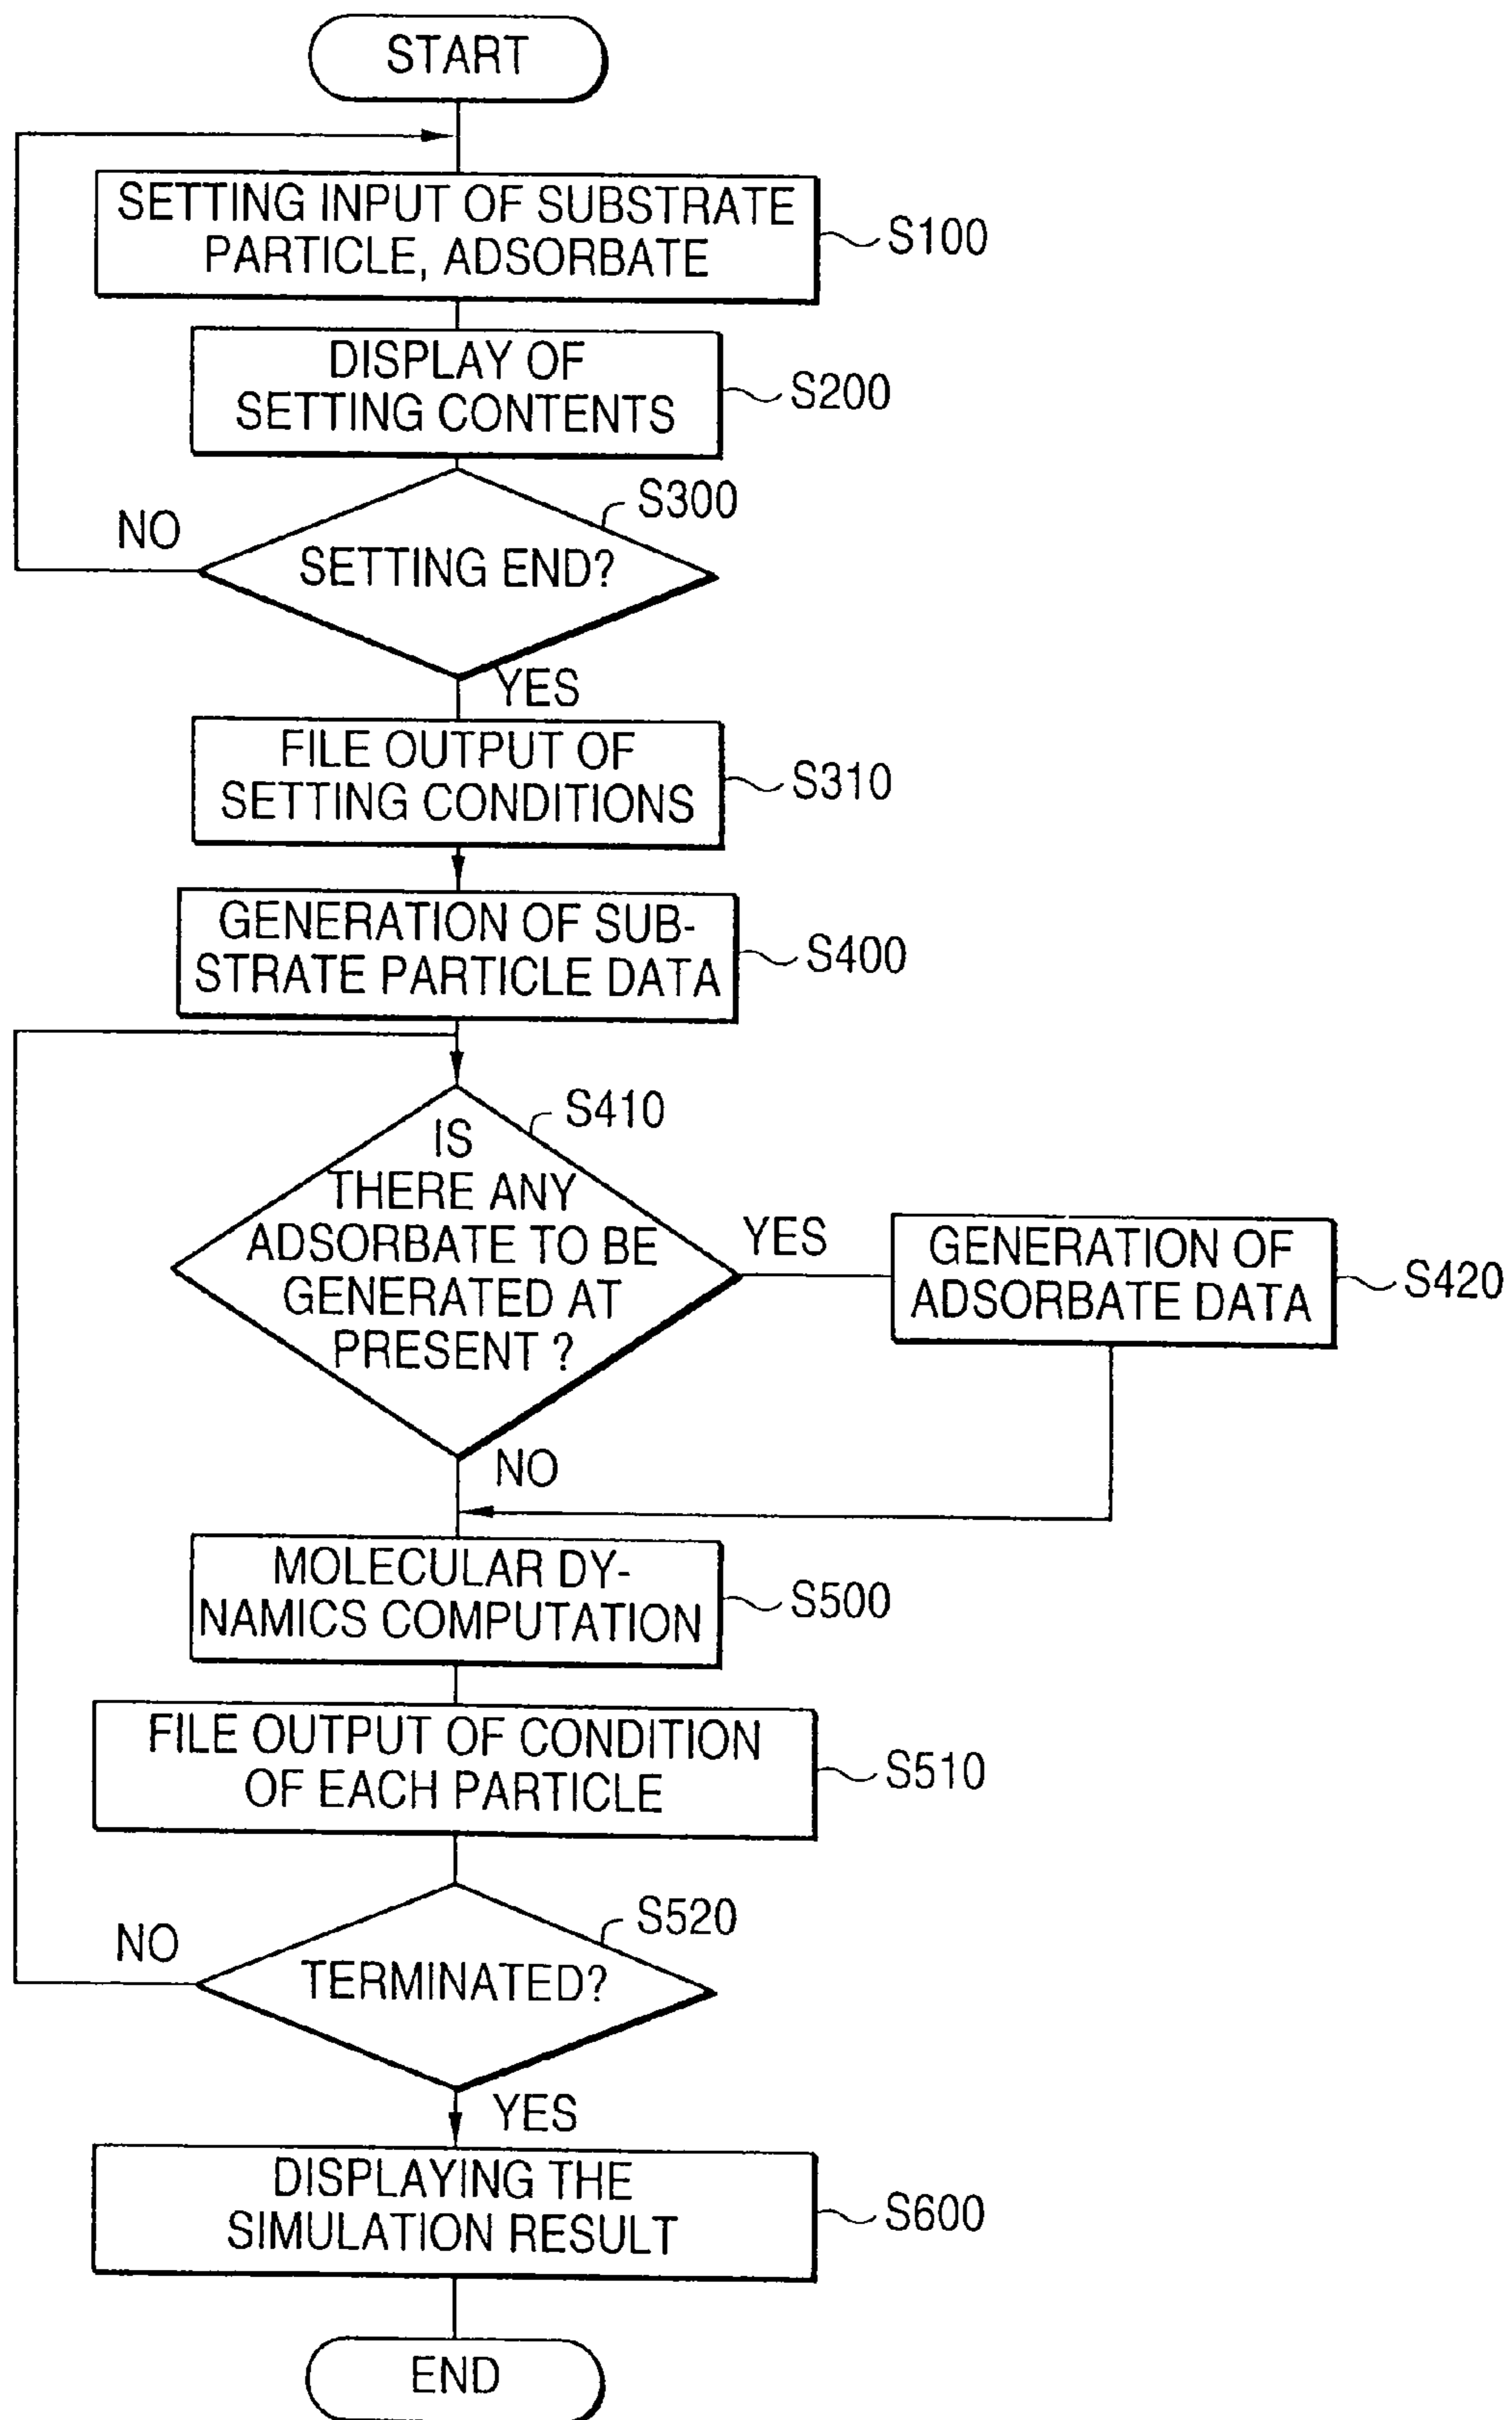 START
SETTING INPUT OF SUBSTRATE
PARTICLE, ADSORBATE
S100
DISPLAY OF
SETTING CONTENTS
S200
S300
NO
SETTING END?
YES
FILE OUTPUT OF
SETTING CONDITIONS
S310
GENERATION OF SUB-
STRATE PARTICLE DATA
S400
S410
IS
THERE ANY
ADSORBATE TO BE
GENERATED AT
PRESENT ?
YES
GENERATION OF
ADSORBATE DATA
S420
NO
MOLECULAR DY-
NAMICS COMPUTATION
S500
FILE OUTPUT OF CONDITION
OF EACH PARTICLE
S510
S520
NO
TERMINATED?
YES
DISPLAYING THE
SIMULATION RESULT
S600
END